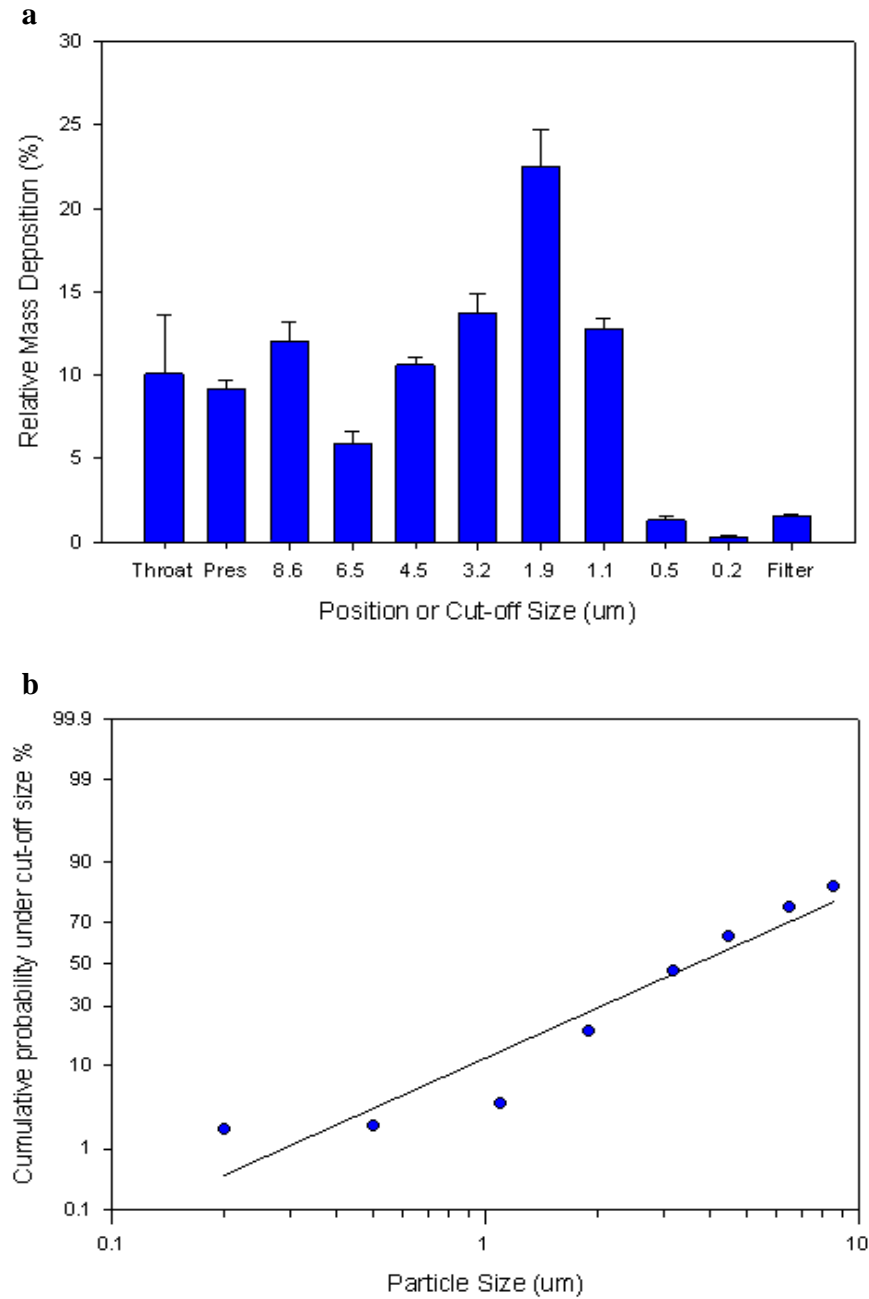 a
Relative Mass Deposition (%)
30
25
20
15
10
5
0
Throat Pres 8.6 6.5 4.5 3.2 1.9 1.1 0.5 0.2 Filter
Position or Cut-off Size (um)
b
Cumulative probability under cut-off size %
99.9
99
90
70
50
30
10
1
0.1
0.1 1 10
Particle Size (um)